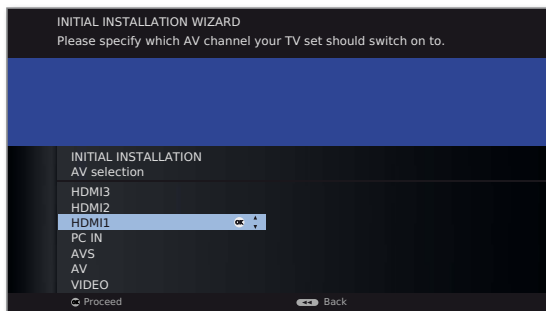 INITIAL INSTALLATION WIZARD
Please specify which AV channel your TV set should switch on to.
INITIAL INSTALLATION
AV selection
HDMI3
HDMI2
HDMI1 OK
PC IN
AVS
AV
VIDEO
OK Proceed Back